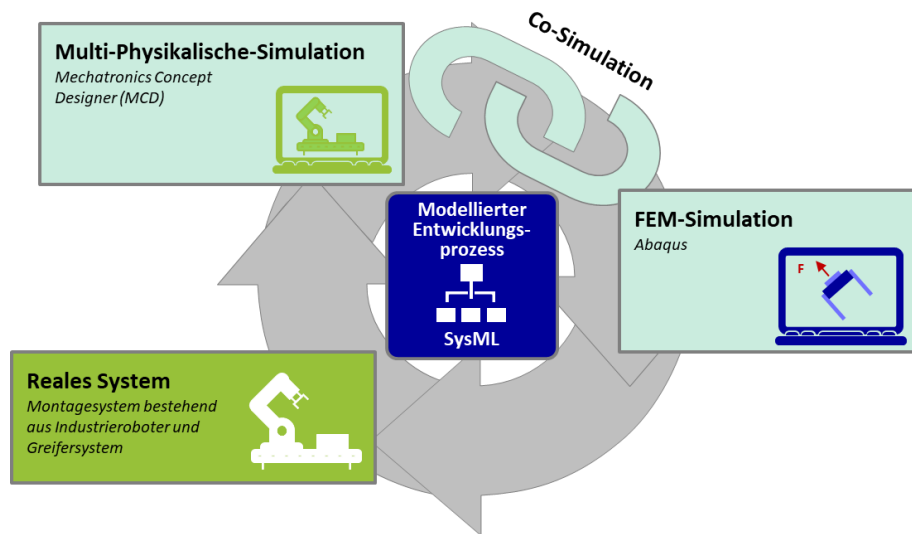 Multi-Physikalische-Simulation
Mechatronics Concept
Designer (MCD)
Co-Simulation
Modellierter
Entwicklungs-
prozess
SysML
FEM-Simulation
Abaqus
F
Reales System
Montagesystem bestehend
aus Industrieroboter und
Greifersystem